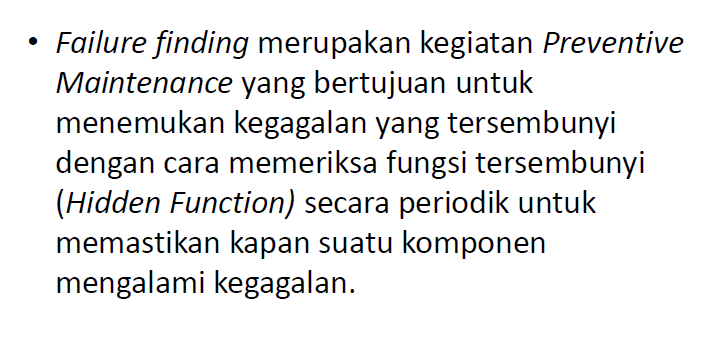 • Failure finding merupakan kegiatan Preventive
Maintenance yang bertujuan untuk
menemukan kegagalan yang tersembunyi
dengan cara memeriksa fungsi tersembunyi
(Hidden Function) secara periodik untuk
memastikan kapan suatu komponen
mengalami kegagalan.